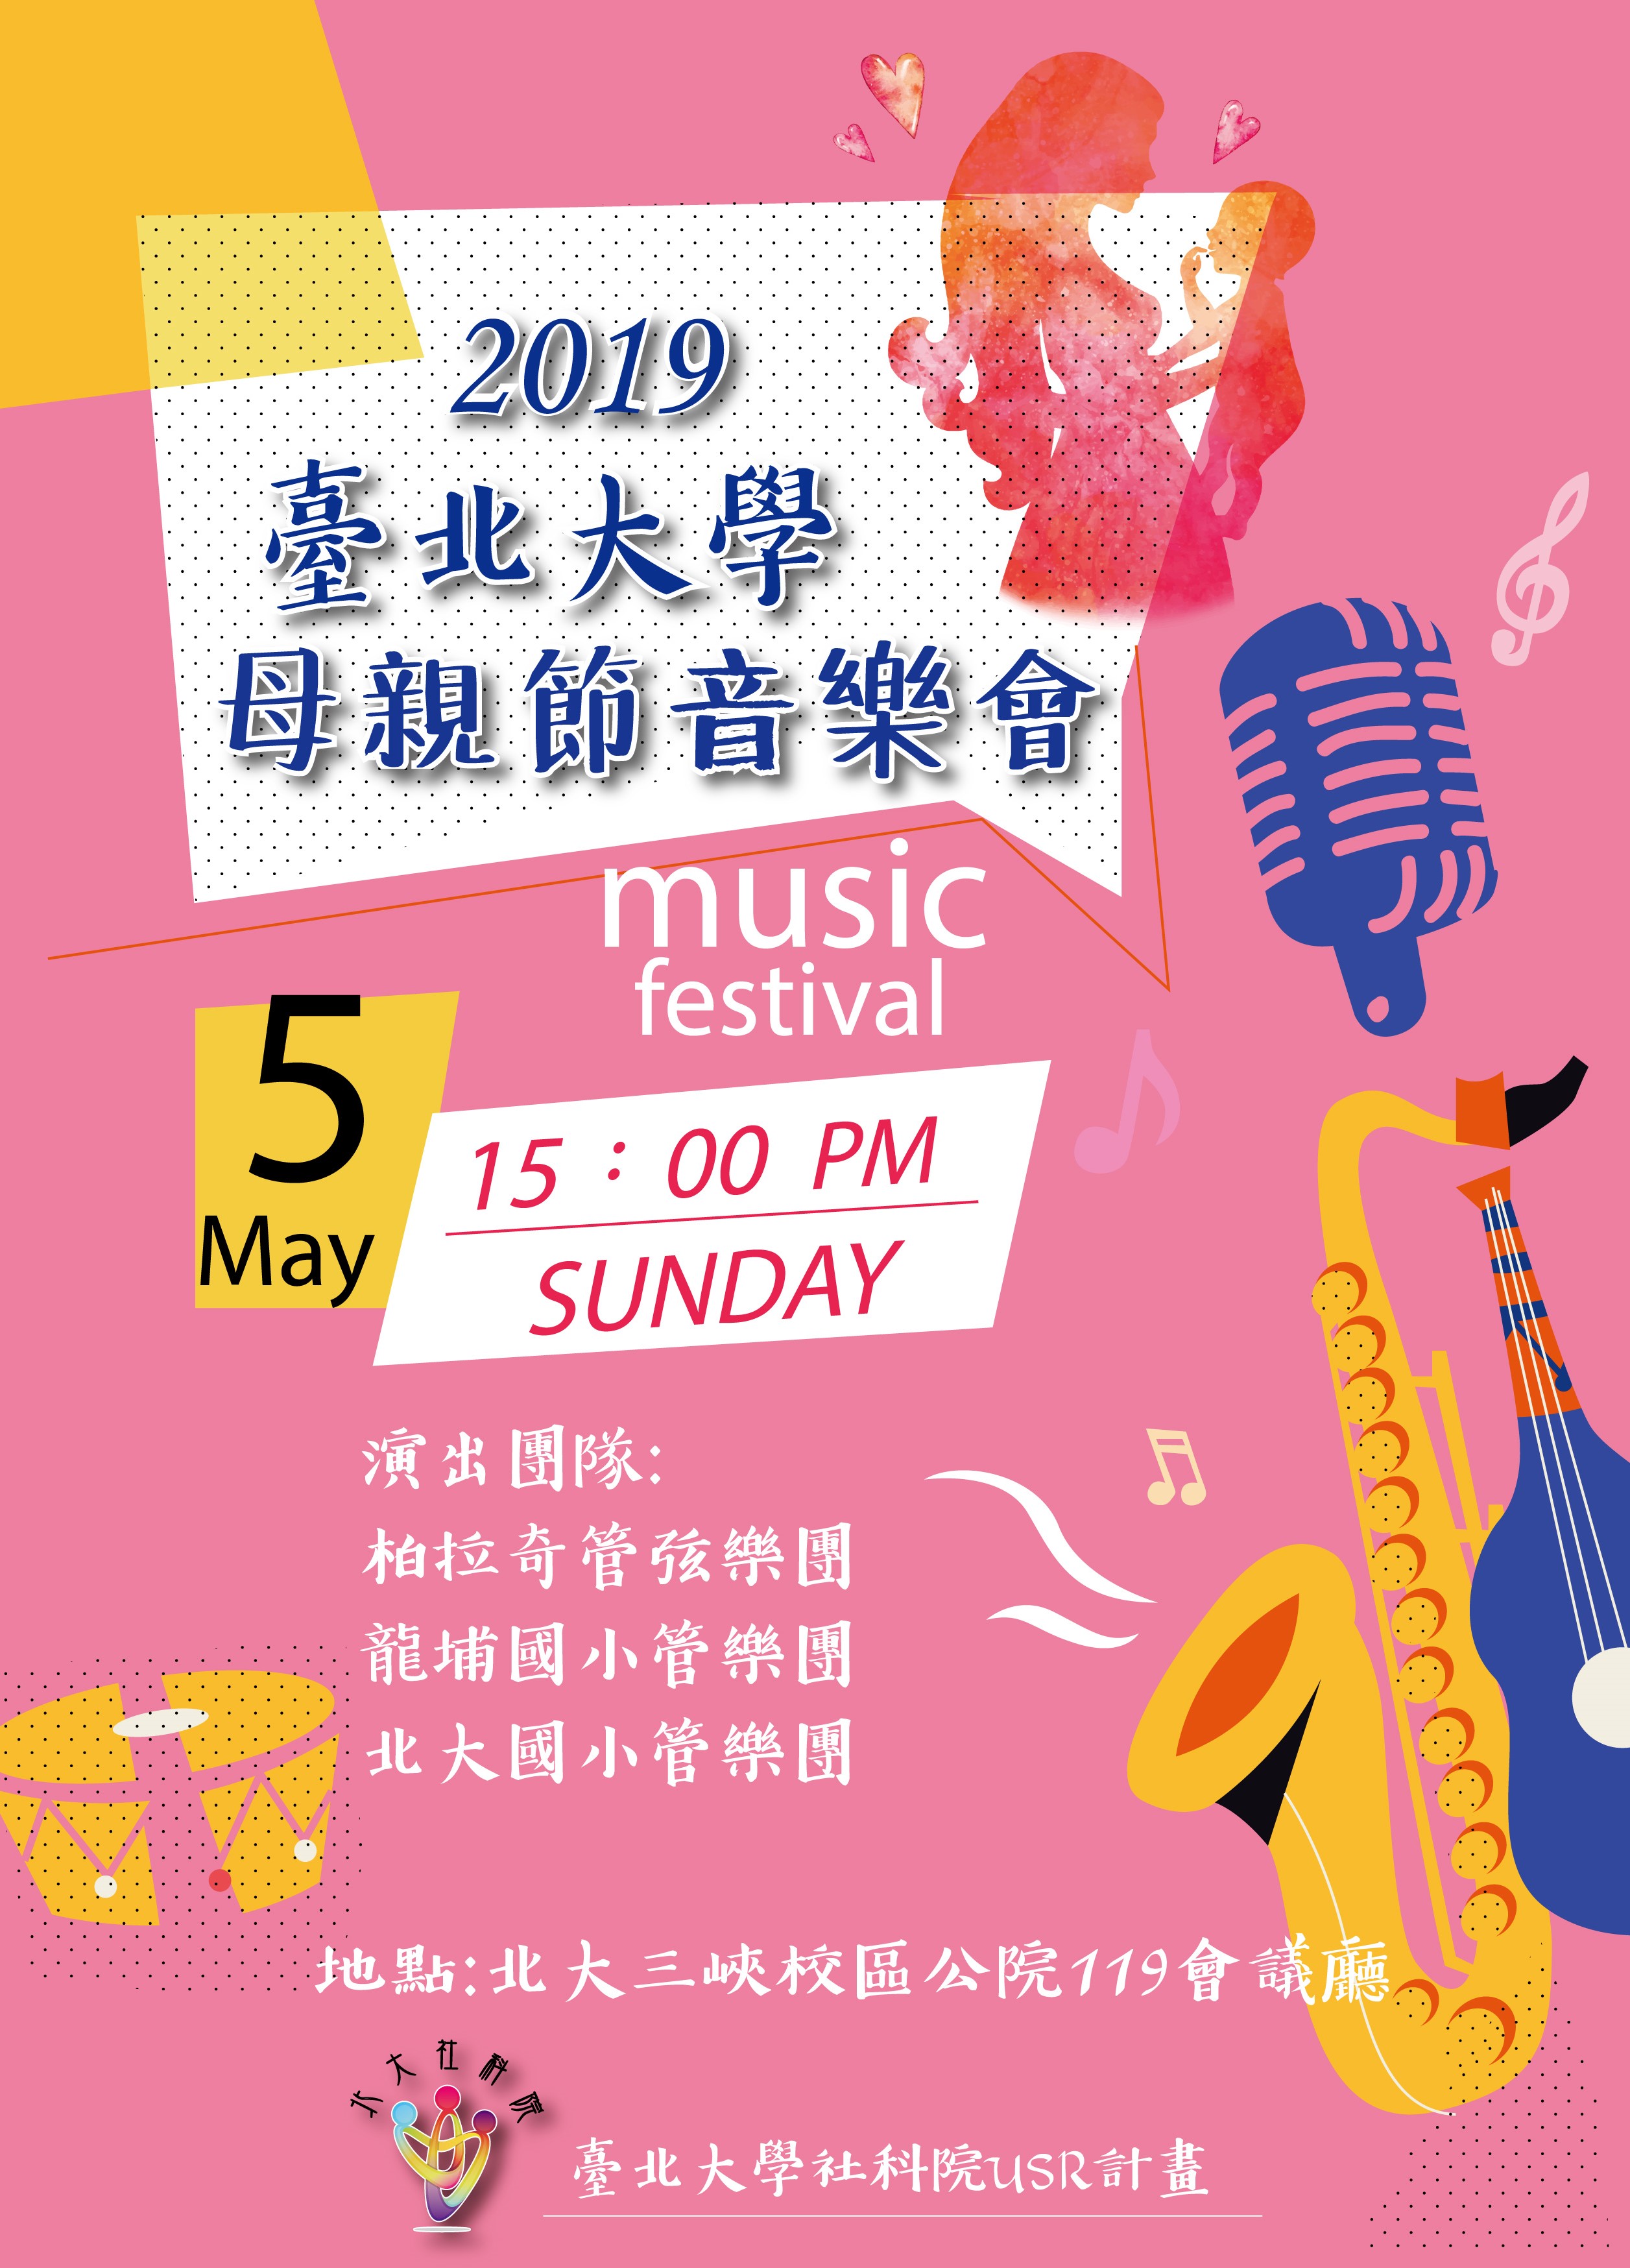 2019
臺北大學
母親節音樂會
music
festival
5
May
15：00 PM
SUNDAY
演出團隊:
柏拉奇管弦樂團
龍埔國小管樂團
北大國小管樂團
地點:北大三峽校區公院119會議廳
北大社科院
臺北大學社科院USR計畫